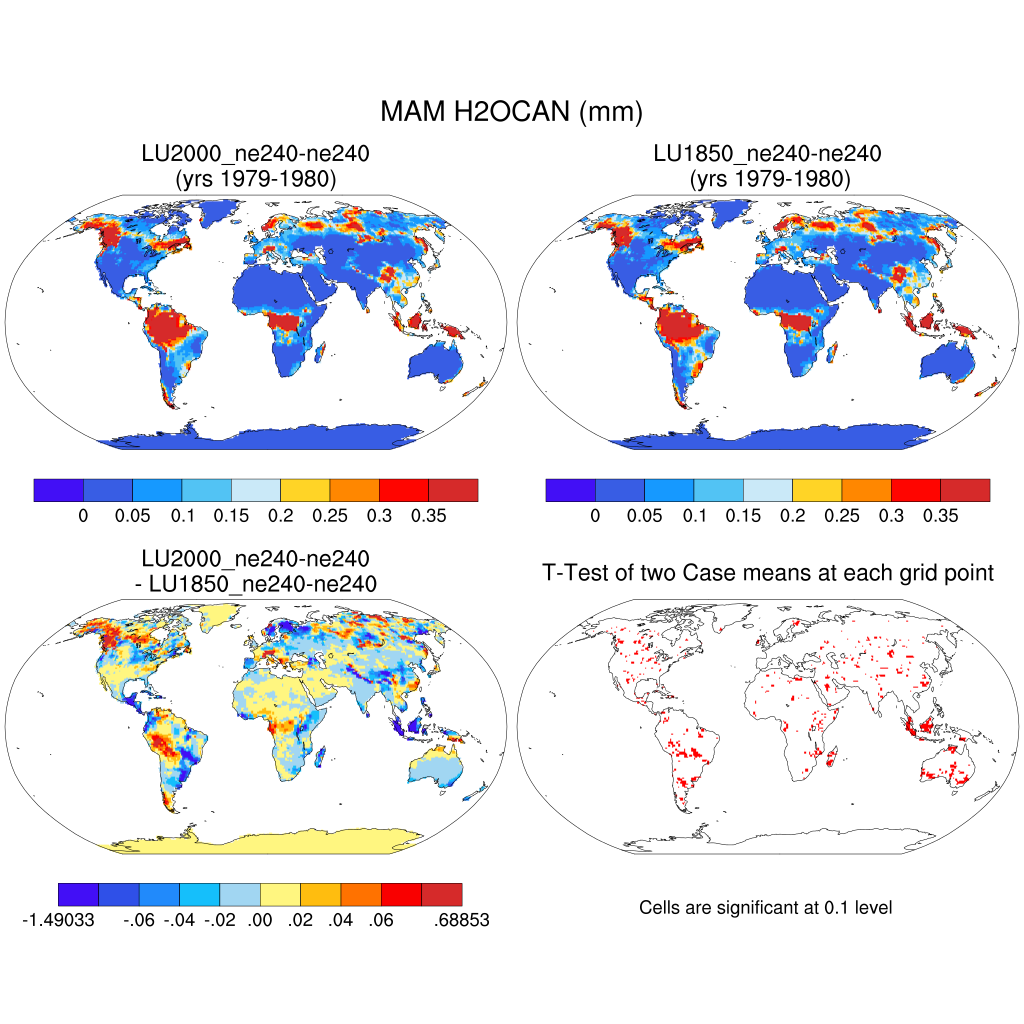 MAM H2OCAN (mm)
LU2000_ne240-ne240
(yrs 1979-1980)
LU1850_ne240-ne240
(yrs 1979-1980)
0 0.05 0.1 0.15 0.2 0.25 0.3 0.35
0 0.05 0.1 0.15 0.2 0.25 0.3 0.35
LU2000_ne240-ne240
- LU1850_ne240-ne240
T-Test of two Case means at each grid point
-1.49033 -.06 -.04 -.02 .00 .02 .04 .06 .68853
Cells are significant at 0.1 level